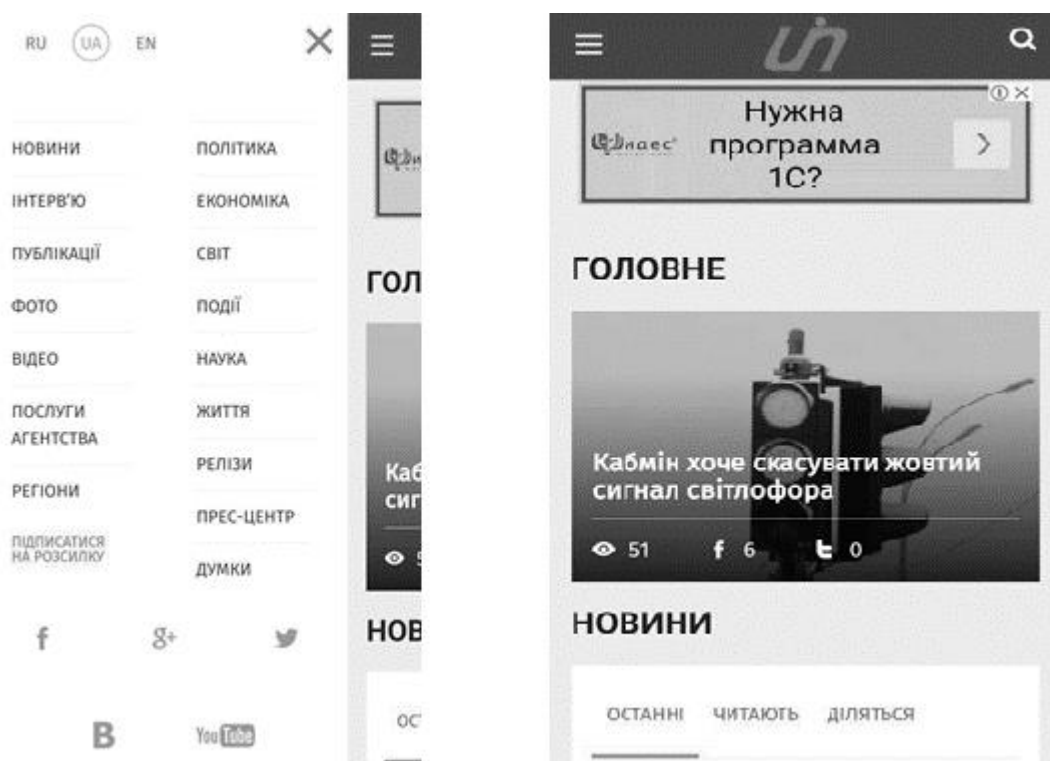 RU UA EN
НОВИНИ
ІНТЕРВ'Ю
ПУБЛІКАЦІЇ
ФОТО
ВІДЕО
ПОСЛУГИ
АГЕНТСТВА
РЕГІОНИ
ПІДПИСАТИСЯ
НА РОЗСИЛКУ
ПОЛІТИКА
ЕКОНОМІКА
СВІТ
ПОДІЇ
НАУКА
ЖИТТЯ
РЕЛІЗИ
ПРЕС-ЦЕНТР
ДУМКИ
f g+
B YouTube
ГОЛ
Каб
сиг
НОВ
ОС
Нужна
программа
1С?
ГОЛОВНЕ
Кабмін хоче скасувати жовтий
сигнал світлофора
51 f 6 t 0
НОВИНИ
ОСТАННІ ЧИТАЮТЬ ДІЛЯТЬСЯ